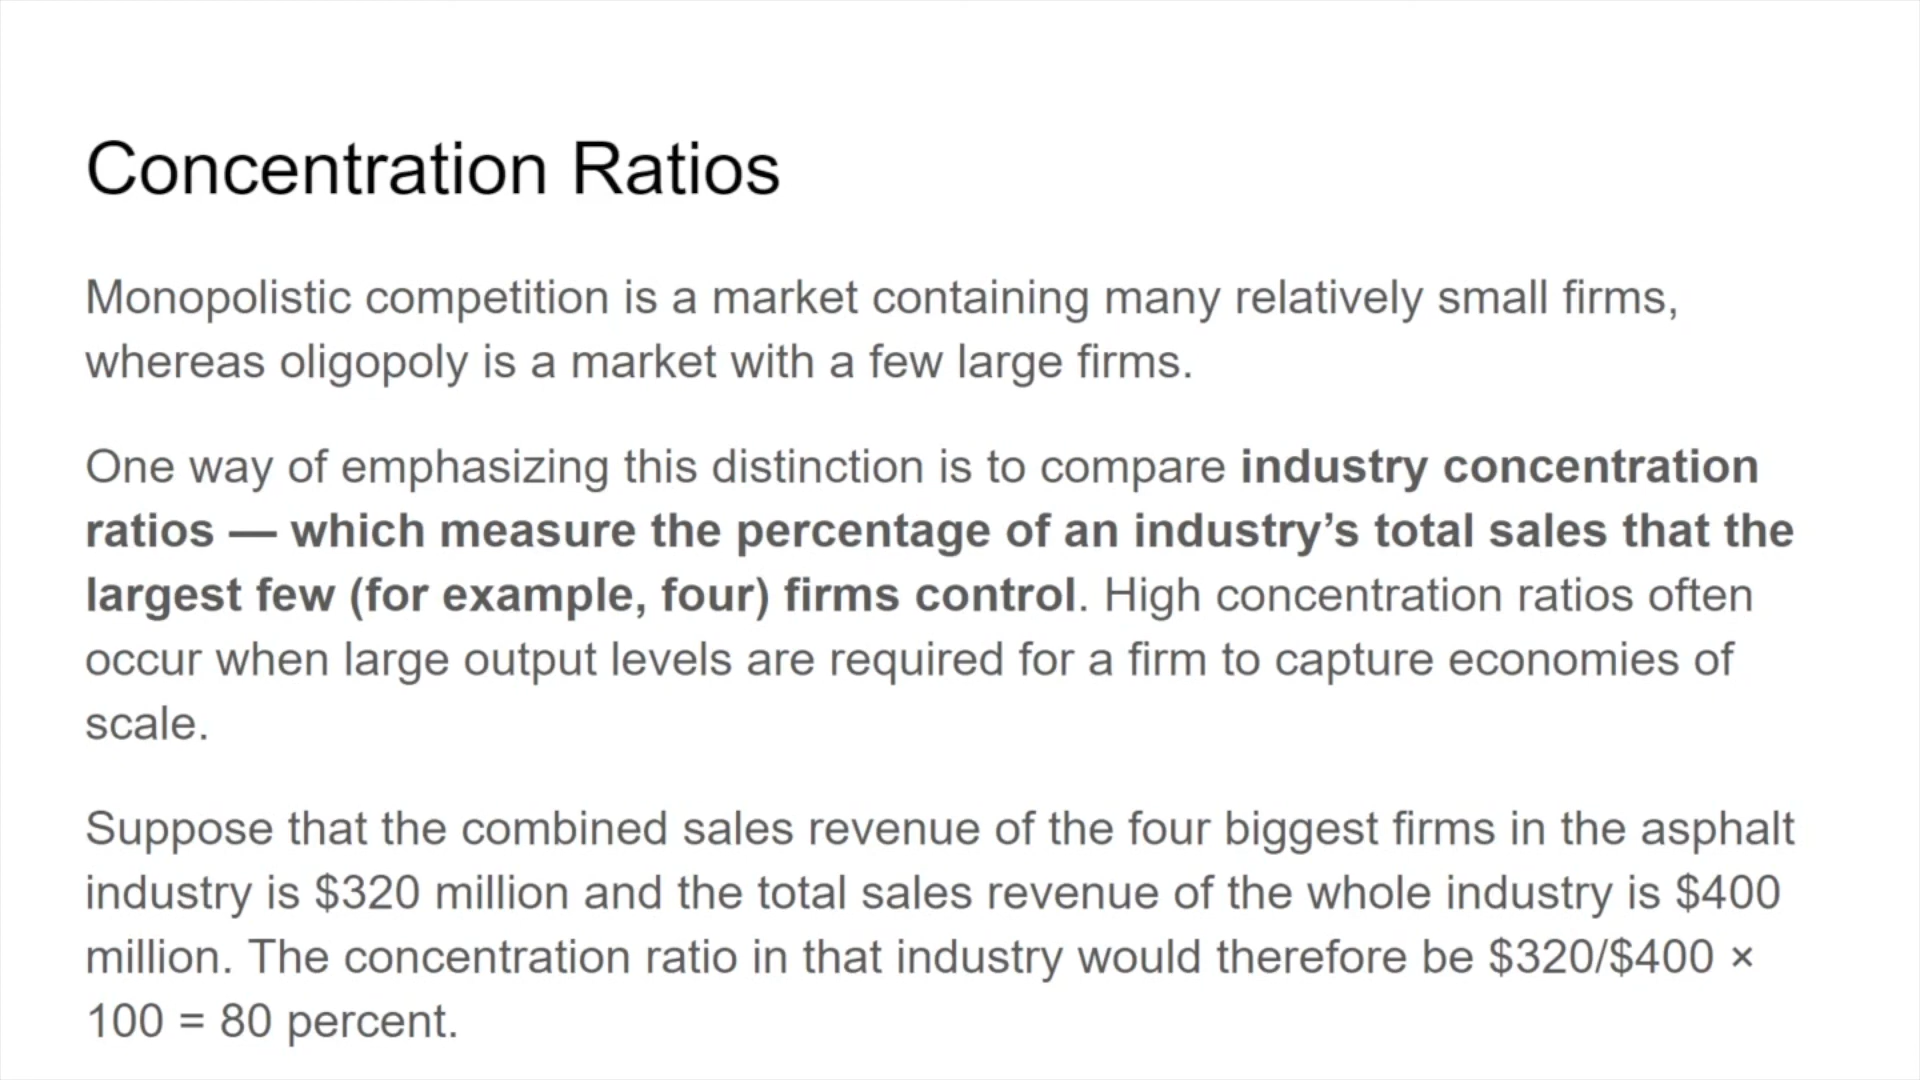 Concentration Ratios
Monopolistic competition is a market containing many relatively small firms,
whereas oligopoly is a market with a few large firms.
One way of emphasizing this distinction is to compare industry concentration
ratios — which measure the percentage of an industry’s total sales that the
largest few (for example, four) firms control. High concentration ratios often
occur when large output levels are required for a firm to capture economies of
scale.
Suppose that the combined sales revenue of the four biggest firms in the asphalt
industry is $320 million and the total sales revenue of the whole industry is $400
million. The concentration ratio in that industry would therefore be $320/$400 ×
100 = 80 percent.